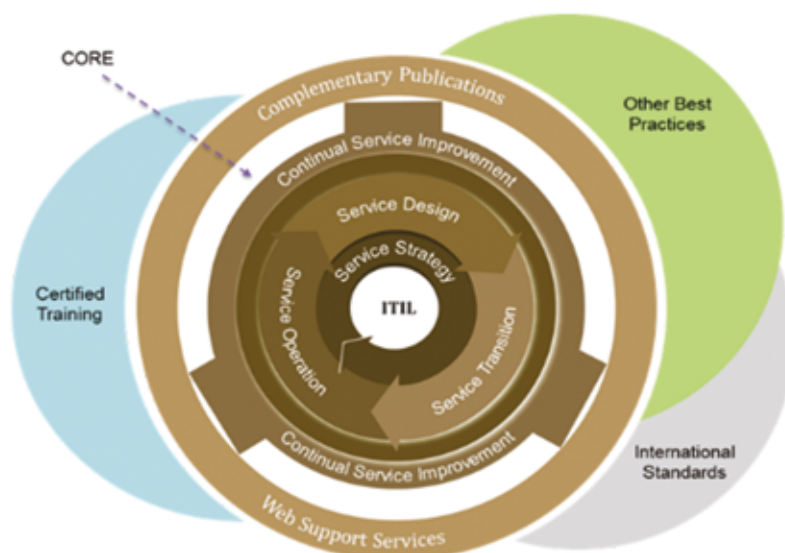 CORE
Complementary Publications
Other Best
Practices
Continual Service Improvement
Service Design
Service Strategy
Certified
Training
ITIL
Service Operation
Service Transition
Continual Service Improvement
International
Standards
Web Support Services